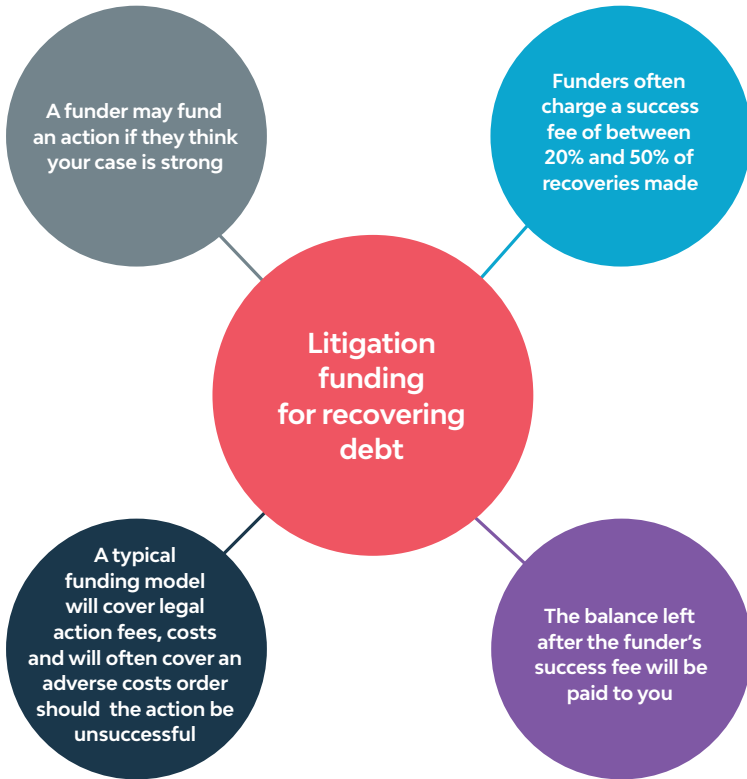 A funder may fund
an action if they think
your case is strong
Funders often
charge a success
fee of between
20% and 50% of
recoveries made
Litigation
funding
for recovering
debt
A typical
funding model
will cover legal
action fees, costs
and will often cover an
adverse costs order
should the action be
unsuccessful
The balance left
after the funder’s
success fee will be
paid to you